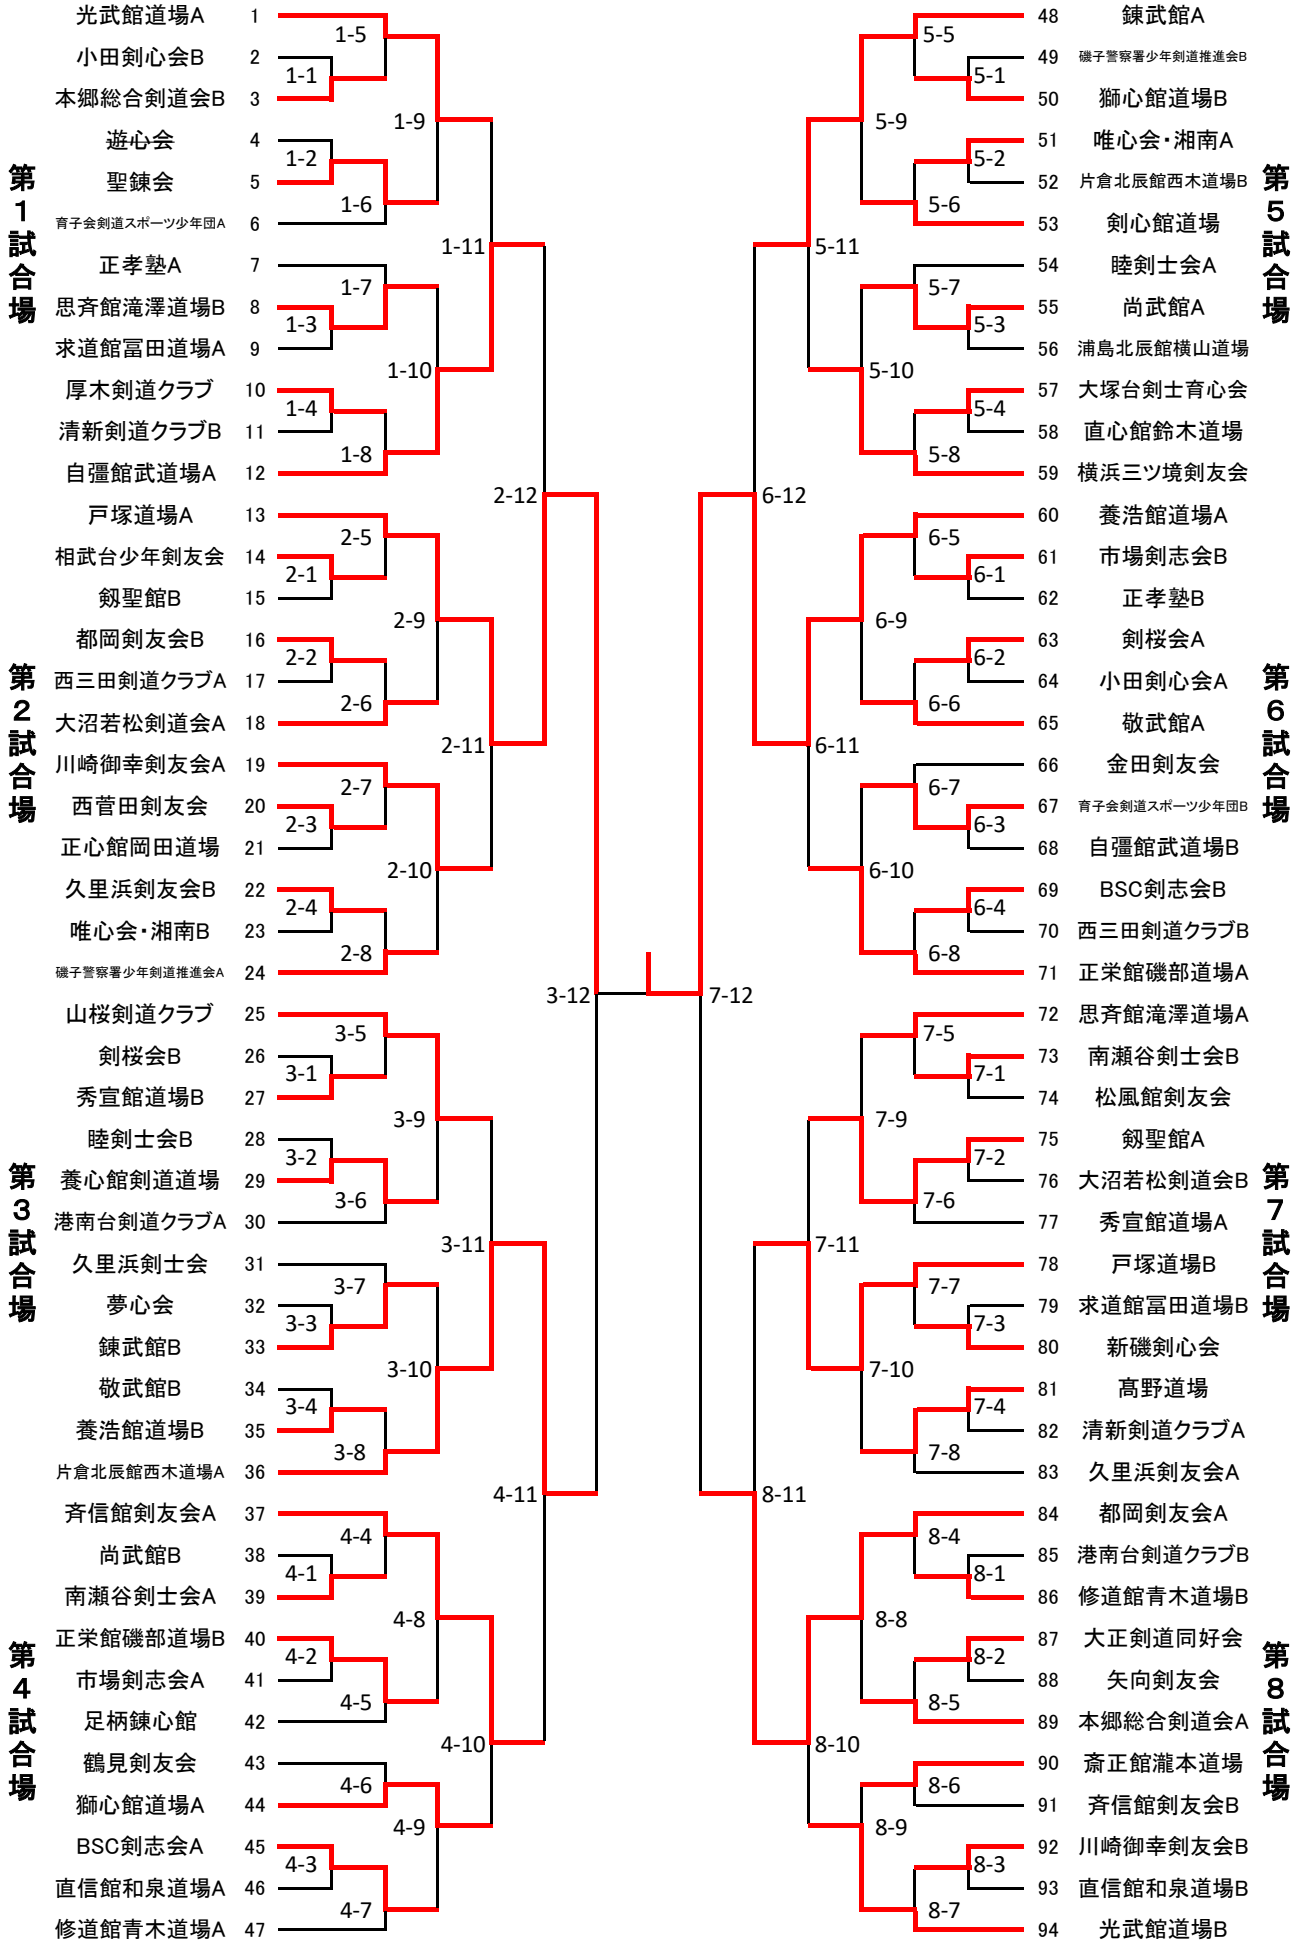 第1試合場
光武館道場A 1
小田剣心会B 2
本郷総合剣道会B 3
遊心会 4
聖錬会 5
育子会剣道スポーツ少年団A 6
正孝塾A 7
思斉館滝澤道場B 8
求道館冨田道場A 9
厚木剣道クラブ 10
清新剣道クラブB 11
自彊館武道場A 12
1-1
1-2
1-3
1-4
1-5
1-6
1-7
1-8
1-9
1-10
1-11
第2試合場
戸塚道場A 13
相武台少年剣友会 14
剱聖館B 15
都岡剣友会B 16
西三田剣道クラブA 17
大沼若松剣道会A 18
川崎御幸剣友会A 19
西菅田剣友会 20
正心館岡田道場 21
久里浜剣友会B 22
唯心会・湘南B 23
磯子警察署少年剣道推進会A 24
2-1
2-2
2-3
2-4
2-5
2-6
2-7
2-8
2-9
2-10
2-11
2-12
第3試合場
山桜剣道クラブ 25
剣桜会B 26
秀宣館道場B 27
睦剣士会B 28
養心館剣道道場 29
港南台剣道クラブA 30
久里浜剣士会 31
夢心会 32
錬武館B 33
敬武館B 34
養浩館道場B 35
片倉北辰館西木道場A 36
3-1
3-2
3-3
3-4
3-5
3-6
3-7
3-8
3-9
3-10
3-11
3-12
第4試合場
斉信館剣友会A 37
尚武館B 38
南瀬谷剣士会A 39
正栄館磯部道場B 40
市場剣志会A 41
足柄錬心館 42
鶴見剣友会 43
獅心館道場A 44
BSC剣志会A 45
直信館和泉道場A 46
修道館青木道場A 47
4-1
4-2
4-3
4-4
4-5
4-6
4-7
4-8
4-9
4-10
4-11
第5試合場
48 錬武館A
49 磯子警察署少年剣道推進会B
50 獅心館道場B
51 唯心会・湘南A
52 片倉北辰館西木道場B
53 剣心館道場
54 睦剣士会A
55 尚武館A
56 浦島北辰館横山道場
57 大塚台剣士育心会
58 直心館鈴木道場
59 横浜三ツ境剣友会
5-1
5-2
5-3
5-4
5-5
5-6
5-7
5-8
5-9
5-10
5-11
第6試合場
60 養浩館道場A
61 市場剣志会B
62 正孝塾B
63 剣桜会A
64 小田剣心会A
65 敬武館A
66 金田剣友会
67 育子会剣道スポーツ少年団B
68 自彊館武道場B
69 BSC剣志会B
70 西三田剣道クラブB
71 正栄館磯部道場A
6-1
6-2
6-3
6-4
6-5
6-6
6-7
6-8
6-9
6-10
6-11
6-12
第7試合場
72 思斉館滝澤道場A
73 南瀬谷剣士会B
74 松風館剣友会
75 剱聖館A
76 大沼若松剣道会B
77 秀宣館道場A
78 戸塚道場B
79 求道館冨田道場B
80 新磯剣心会
81 髙野道場
82 清新剣道クラブA
83 久里浜剣友会A
7-1
7-2
7-3
7-4
7-5
7-6
7-7
7-8
7-9
7-10
7-11
7-12
第8試合場
84 都岡剣友会A
85 港南台剣道クラブB
86 修道館青木道場B
87 大正剣道同好会
88 矢向剣友会
89 本郷総合剣道会A
90 斎正館瀧本道場
91 斉信館剣友会B
92 川崎御幸剣友会B
93 直信館和泉道場B
94 光武館道場B
8-1
8-2
8-3
8-4
8-5
8-6
8-7
8-8
8-9
8-10
8-11